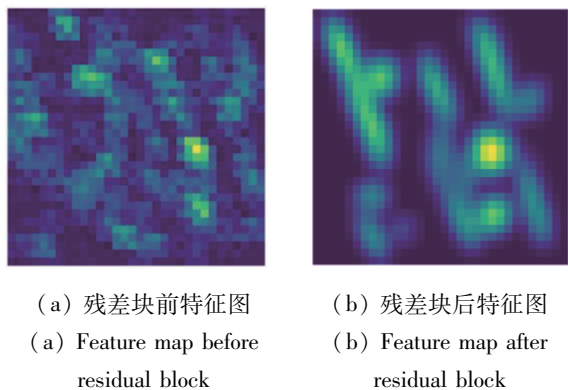 (a) 残差块前特征图
(a) Feature map before
residual block
(b) 残差块后特征图
(b) Feature map after
residual block